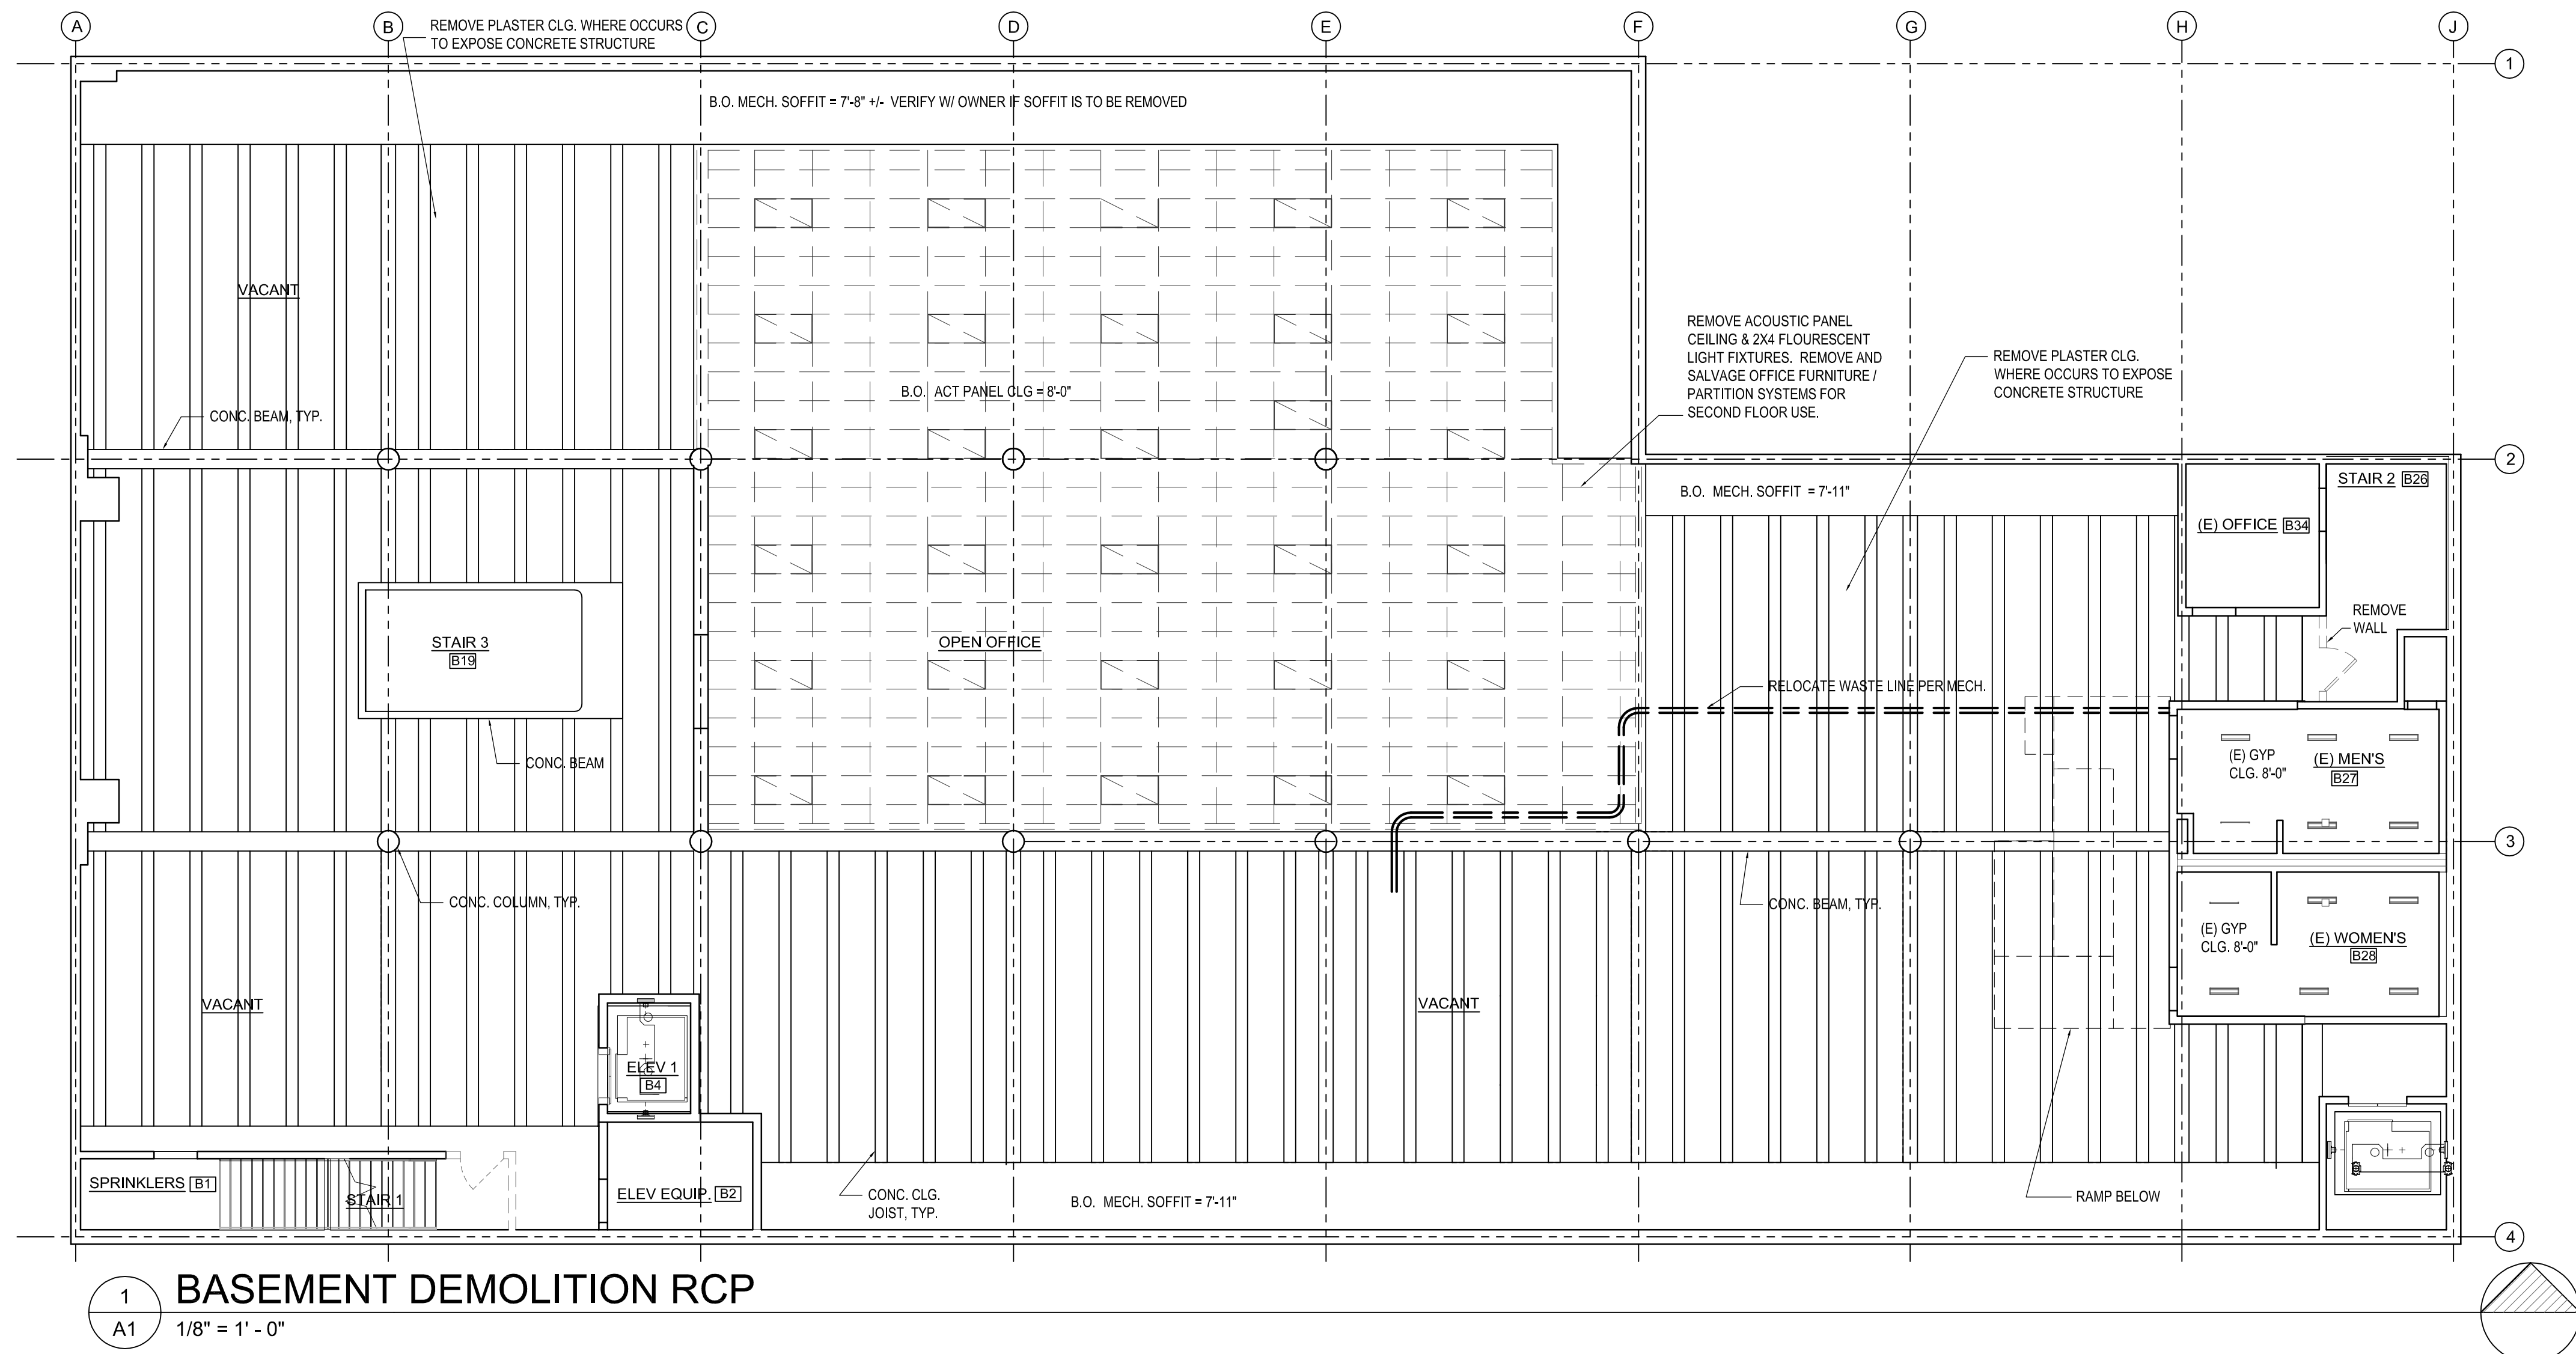 A B C D E F G H J
REMOVE PLASTER CLG. WHERE OCCURS
TO EXPOSE CONCRETE STRUCTURE
1
B.O. MECH. SOFFIT = 7'-8" +/- VERIFY W/ OWNER IF SOFFIT IS TO BE REMOVED
VACANT
REMOVE ACOUSTIC PANEL
CEILING & 2X4 FLOURESCENT
LIGHT FIXTURES. REMOVE AND
SALVAGE OFFICE FURNITURE /
PARTITION SYSTEMS FOR
SECOND FLOOR USE.
REMOVE PLASTER CLG.
WHERE OCCURS TO EXPOSE
CONCRETE STRUCTURE
B.O. ACT PANEL CLG = 8'-0"
CONC. BEAM, TYP.
2
STAIR 2 B26
B.O. MECH. SOFFIT = 7'-11"
(E) OFFICE B34
REMOVE
WALL
STAIR 3
B19
OPEN OFFICE
RELOCATE WASTE LINE PER MECH.
CONC. BEAM
(E) GYP
CLG. 8'-0"
(E) MEN'S
B27
3
CONC. COLUMN, TYP.
CONC. BEAM, TYP.
(E) GYP
CLG. 8'-0"
(E) WOMEN'S
B28
VACANT
VACANT
ELEV 1
B4
SPRINKLERS B1
STAIR 1
ELEV EQUIP. B2
CONC. CLG.
JOIST, TYP.
B.O. MECH. SOFFIT = 7'-11"
RAMP BELOW
4
1
A1
BASEMENT DEMOLITION RCP
1/8" = 1' - 0"